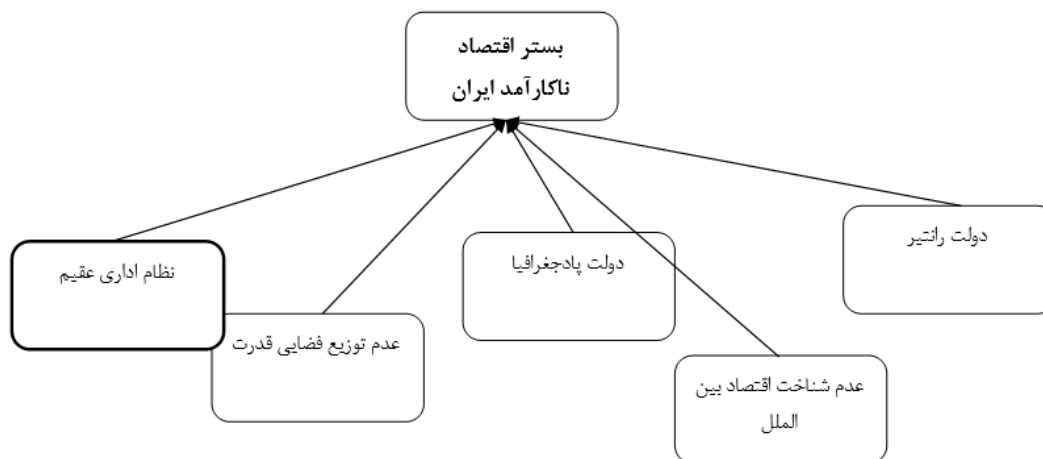 بستر اقتصاد
ناکارآمد ایران
دولت رانتیر
دولت پادجغرافیا
نظام اداری عقیم
عدم توزیع فضایی قدرت
عدم شناخت اقتصاد بین
الملل